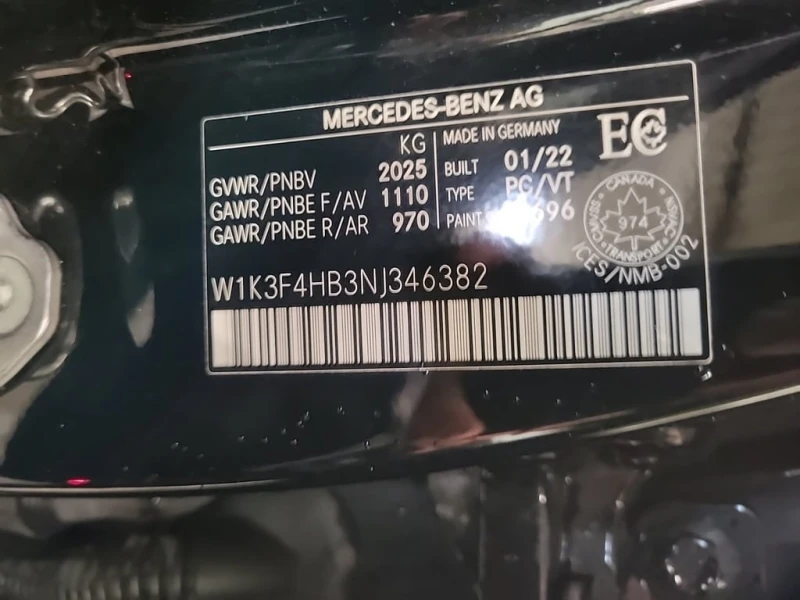 MERCEDES-BENZ AG
KG
GVWR/PNBV 2025
GAWR/PNBE F/AV 1110
GAWR/PNBE R/AR 970
MADE IN GERMANY
BUILT 01/22
TYPE PC/VT
PAINT
EC
CANADA
974
TRANSPORT
ICES/NMB-002
W1K3F4HB3NJ346382